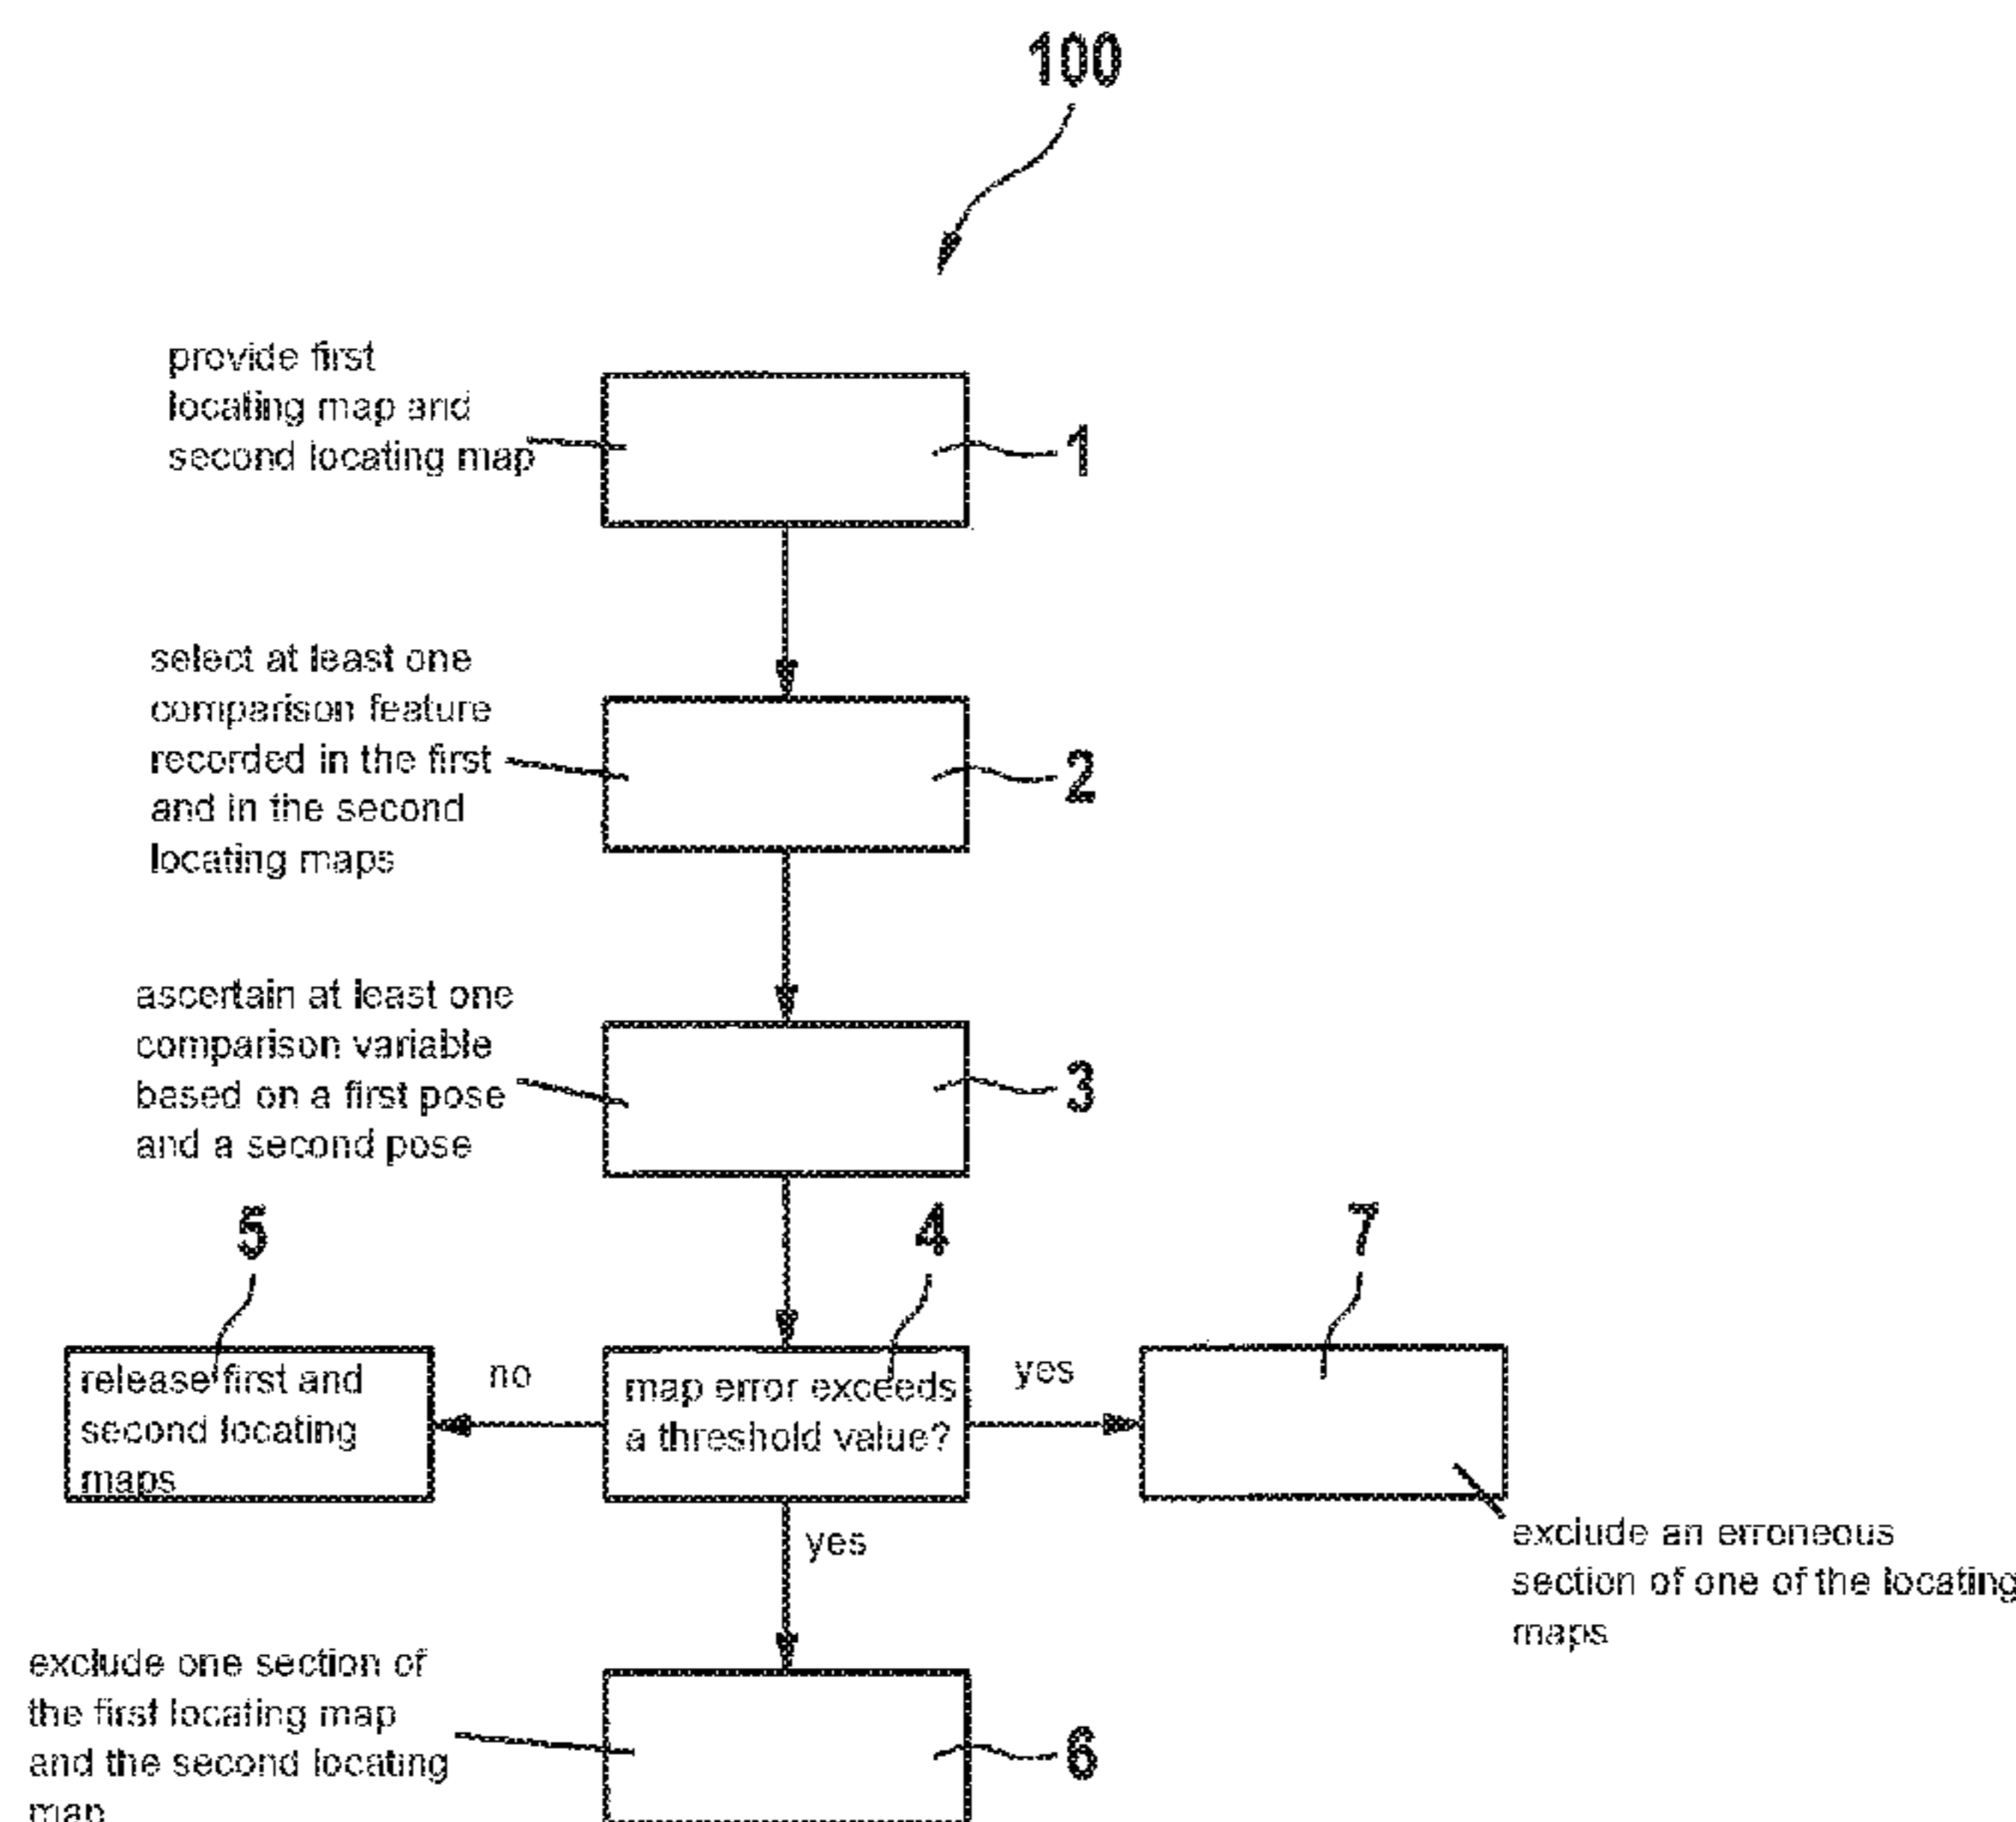 100
provide first
locating map and
second locating map
1
select at least one
comparison feature
recorded in the first
and in the second
locating maps
2
ascertain at least one
comparison variable
based on a first pose
and a second pose
3
5
4
7
release first and
second locating
maps
no
map error exceeds
a threshold value?
yes
yes
exclude an erroneous
section of one of the locating
maps
exclude one section of
the first locating map
and the second locating
map
6